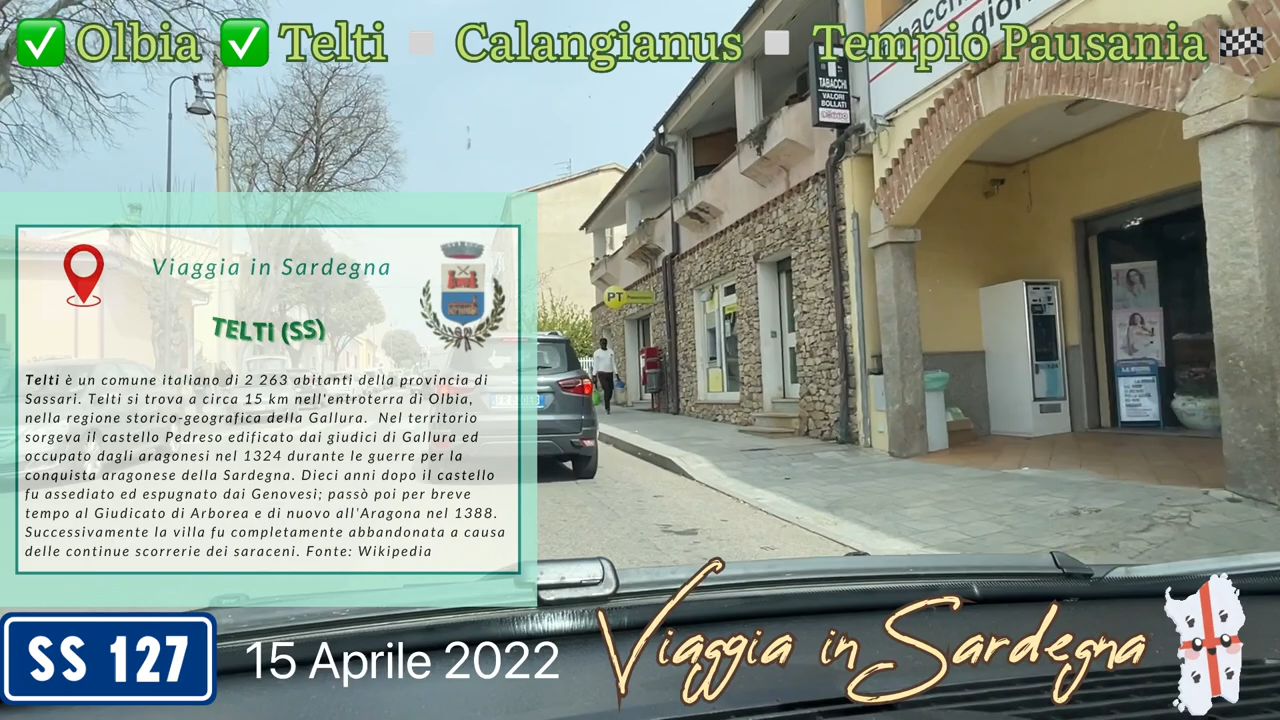 ✅ Olbia ✅ Telti ◽ Calangianus ◽ Tempio Pausania 🏁
TABACCHI
VALORI
BOLLATI
PT
Viaggia in Sardegna
TELTI (SS)
Telti è un comune italiano di 2 263 abitanti della provincia di
Sassari. Telti si trova a circa 15 km nell'entroterra di Olbia,
nella regione storico-geografica della Gallura. Nel territorio
sorgeva il castello Pedreso edificato dai giudici di Gallura ed
occupato dagli aragonesi nel 1324 durante le guerre per la
conquista aragonese della Sardegna. Dieci anni dopo il castello
fu assediato ed espugnato dai Genovesi; passò poi per breve
tempo al Giudicato di Arborea e di nuovo all'Aragona nel 1388.
Successivamente la villa fu completamente abbandonata a causa
delle continue scorrerie dei saraceni. Fonte: Wikipedia
SS 127
15 Aprile 2022
Viaggia in Sardegna